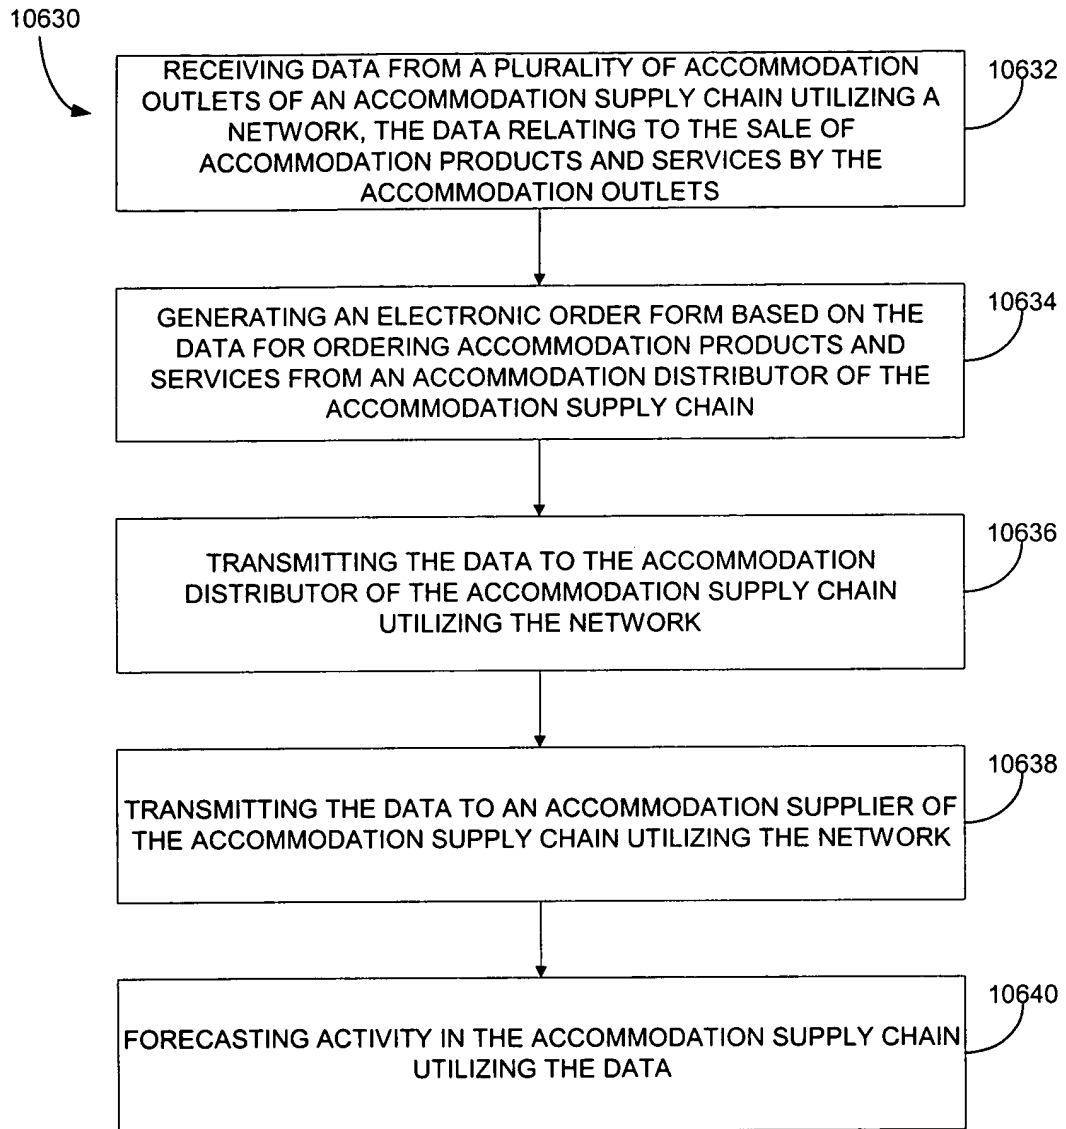 10630
RECEIVING DATA FROM A PLURALITY OF ACCOMMODATION
OUTLETS OF AN ACCOMMODATION SUPPLY CHAIN UTILIZING A
NETWORK, THE DATA RELATING TO THE SALE OF
ACCOMMODATION PRODUCTS AND SERVICES BY THE
ACCOMMODATION OUTLETS
10632
GENERATING AN ELECTRONIC ORDER FORM BASED ON THE
DATA FOR ORDERING ACCOMMODATION PRODUCTS AND
SERVICES FROM AN ACCOMMODATION DISTRIBUTOR OF THE
ACCOMMODATION SUPPLY CHAIN
10634
TRANSMITTING THE DATA TO THE ACCOMMODATION
DISTRIBUTOR OF THE ACCOMMODATION SUPPLY CHAIN
UTILIZING THE NETWORK
10636
TRANSMITTING THE DATA TO AN ACCOMMODATION SUPPLIER OF
THE ACCOMMODATION SUPPLY CHAIN UTILIZING THE NETWORK
10638
FORECASTING ACTIVITY IN THE ACCOMMODATION SUPPLY CHAIN
UTILIZING THE DATA
10640